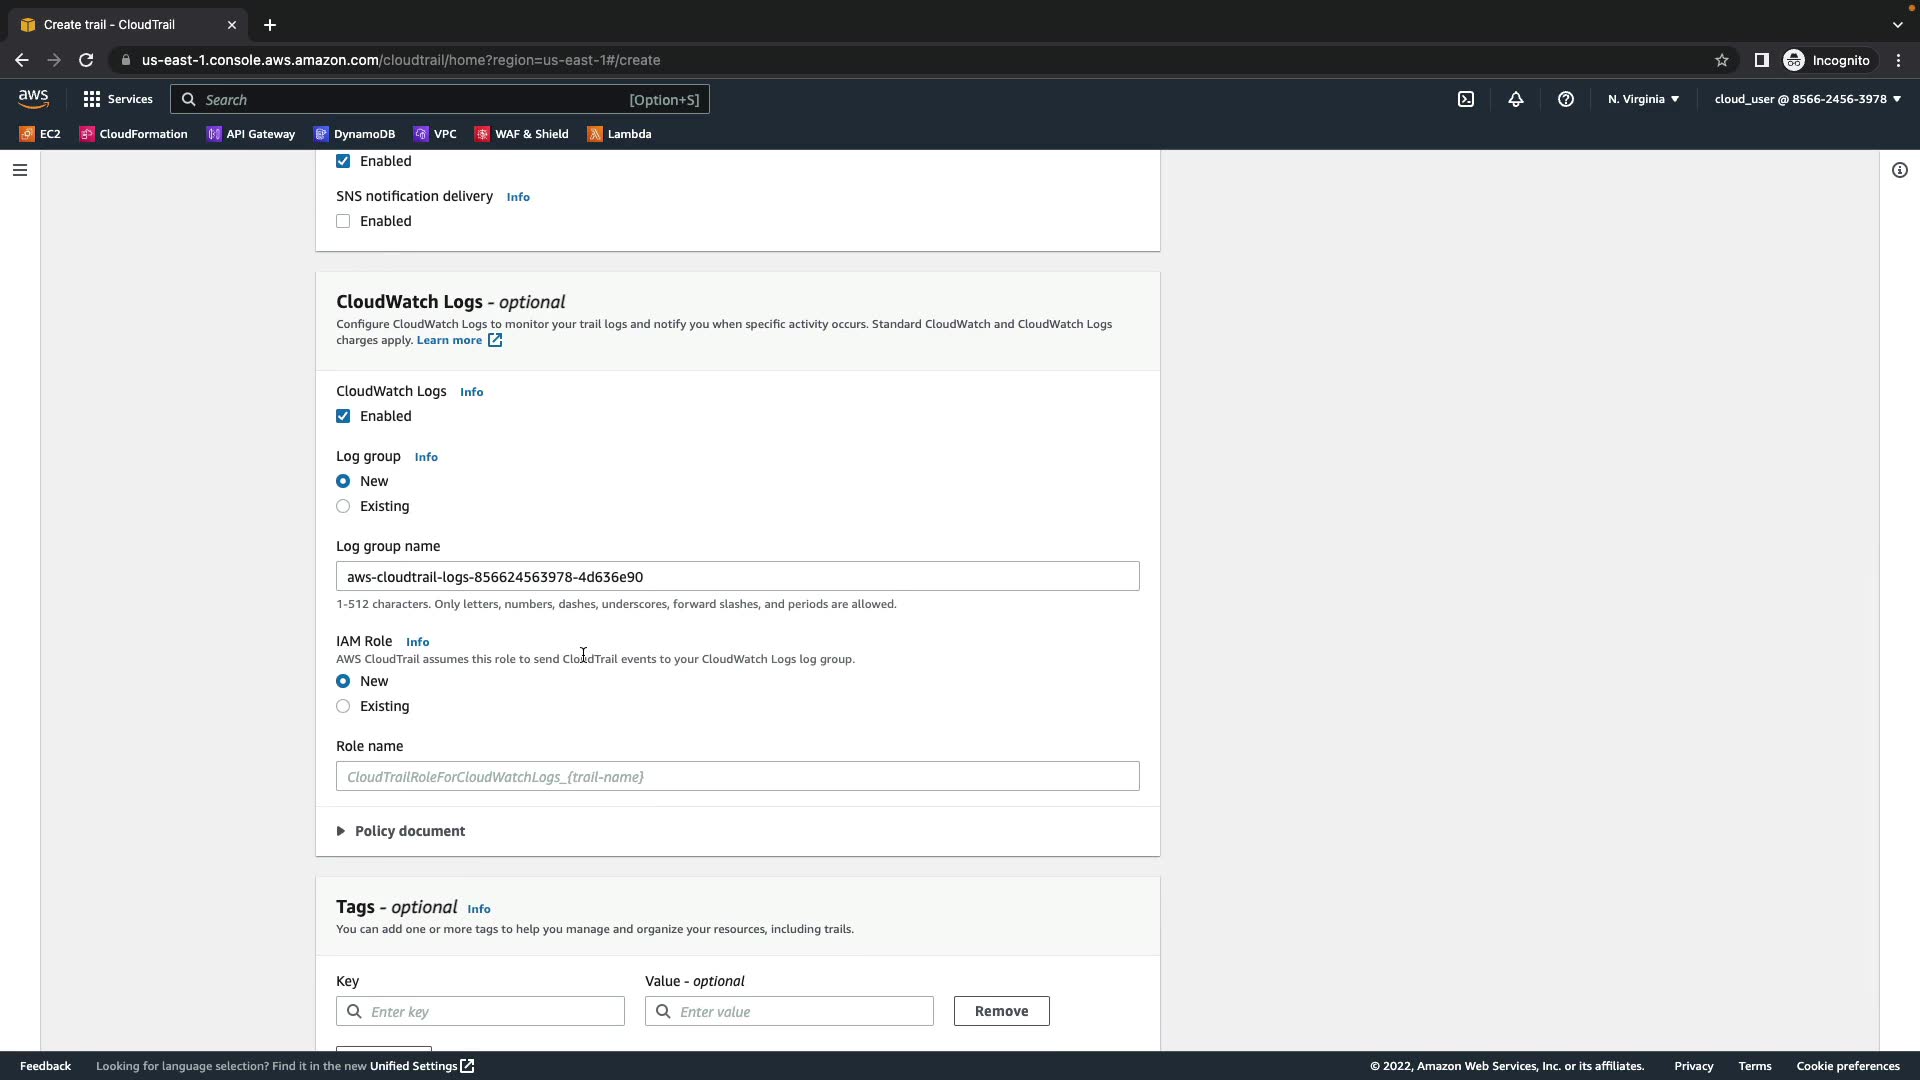 Create trail - CloudTrail
us-east-1.console.aws.amazon.com/cloudtrail/home?region=us-east-1#/create
Incognito
aws
Services
Search
[Option+S]
N. Virginia
cloud_user @ 8566-2456-3978
EC2
CloudFormation
API Gateway
DynamoDB
VPC
WAF & Shield
Lambda
Enabled
SNS notification delivery Info
Enabled
CloudWatch Logs - optional
Configure CloudWatch Logs to monitor your trail logs and notify you when specific activity occurs. Standard CloudWatch and CloudWatch Logs
charges apply. Learn more
CloudWatch Logs Info
Enabled
Log group Info
New
Existing
Log group name
aws-cloudtrail-logs-856624563978-4d636e90
1-512 characters. Only letters, numbers, dashes, underscores, forward slashes, and periods are allowed.
IAM Role Info
AWS CloudTrail assumes this role to send CloudTrail events to your CloudWatch Logs log group.
New
Existing
Role name
CloudTrailRoleForCloudWatchLogs_{trail-name}
Policy document
Tags - optional Info
You can add one or more tags to help you manage and organize your resources, including trails.
Key
Value - optional
Enter key
Enter value
Remove
Feedback
Looking for language selection? Find it in the new Unified Settings
© 2022, Amazon Web Services, Inc. or its affiliates.
Privacy
Terms
Cookie preferences